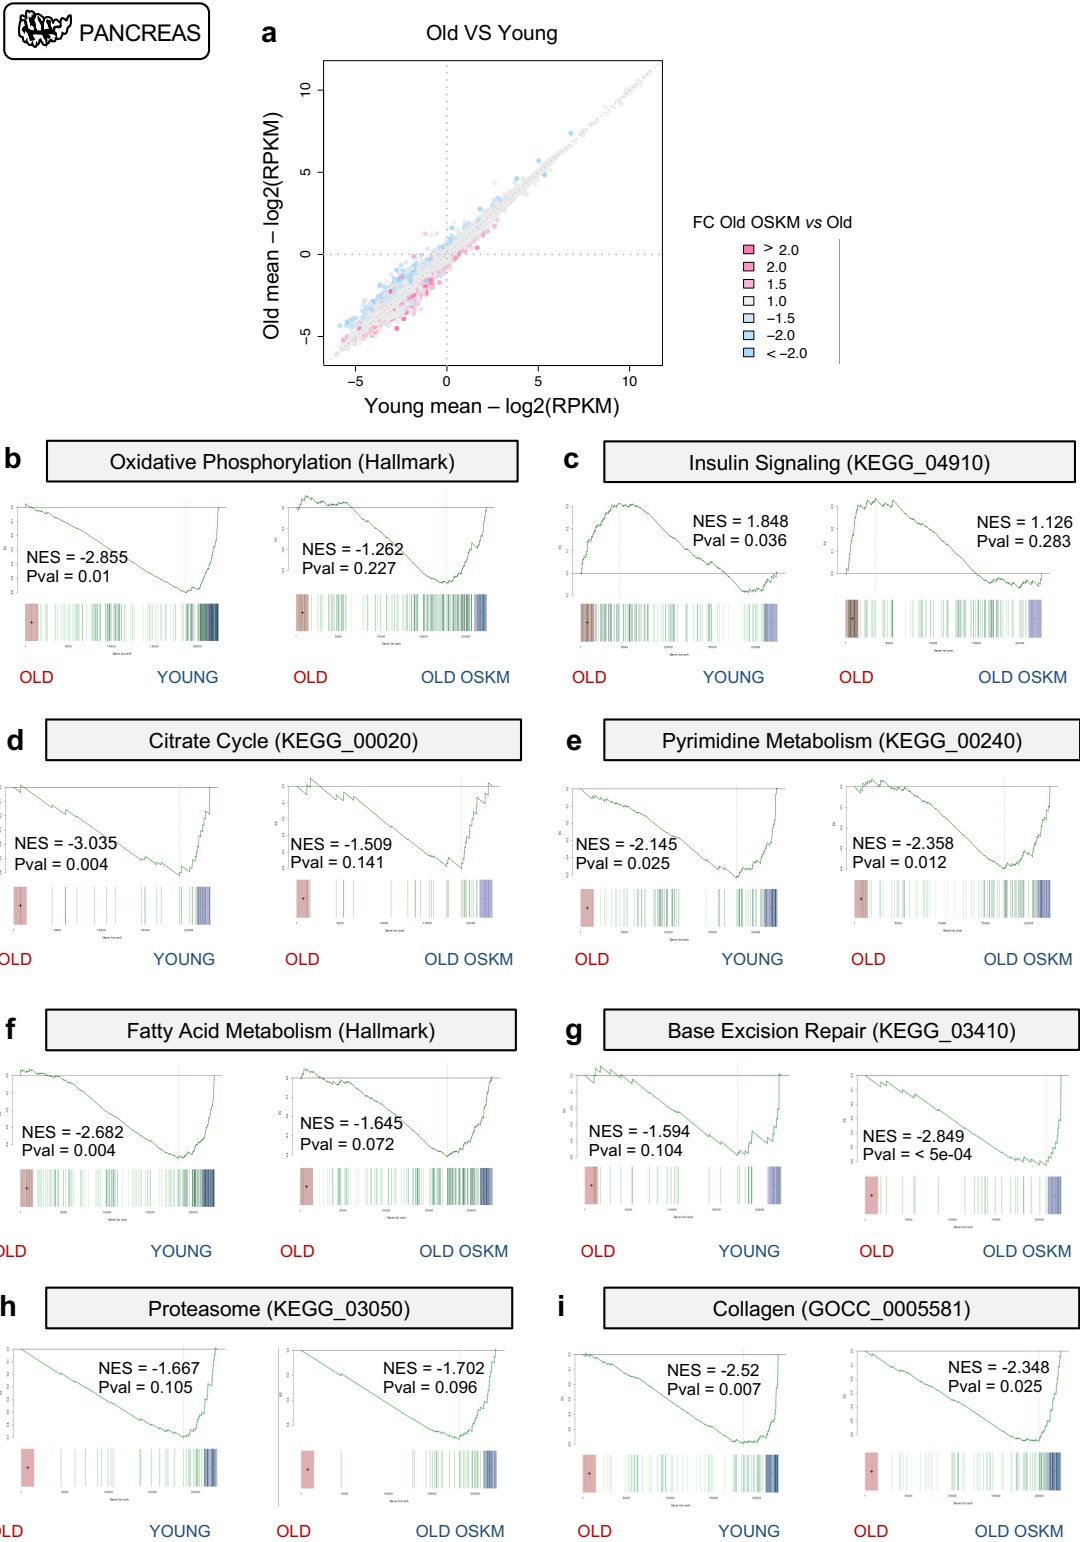 PANCREAS
a
Old VS Young
Old mean – log2(RPKM)
10
5
0
−5
−5
0
5
10
Young mean – log2(RPKM)
FC Old OSKM vs Old
> 2.0
2.0
1.5
1.0
−1.5
−2.0
< −2.0
b
Oxidative Phosphorylation (Hallmark)
NES = -2.855
Pval = 0.01
OLD
YOUNG
NES = -1.262
Pval = 0.227
OLD
OLD OSKM
c
Insulin Signaling (KEGG_04910)
NES = 1.848
Pval = 0.036
OLD
YOUNG
NES = 1.126
Pval = 0.283
OLD
OLD OSKM
d
Citrate Cycle (KEGG_00020)
NES = -3.035
Pval = 0.004
OLD
YOUNG
NES = -1.509
Pval = 0.141
OLD
OLD OSKM
e
Pyrimidine Metabolism (KEGG_00240)
NES = -2.145
Pval = 0.025
OLD
YOUNG
NES = -2.358
Pval = 0.012
OLD
OLD OSKM
f
Fatty Acid Metabolism (Hallmark)
NES = -2.682
Pval = 0.004
OLD
YOUNG
NES = -1.645
Pval = 0.072
OLD
OLD OSKM
g
Base Excision Repair (KEGG_03410)
NES = -1.594
Pval = 0.104
OLD
YOUNG
NES = -2.849
Pval = < 5e-04
OLD
OLD OSKM
h
Proteasome (KEGG_03050)
NES = -1.667
Pval = 0.105
OLD
YOUNG
NES = -1.702
Pval = 0.096
OLD
OLD OSKM
i
Collagen (GOCC_0005581)
NES = -2.52
Pval = 0.007
OLD
YOUNG
NES = -2.348
Pval = 0.025
OLD
OLD OSKM